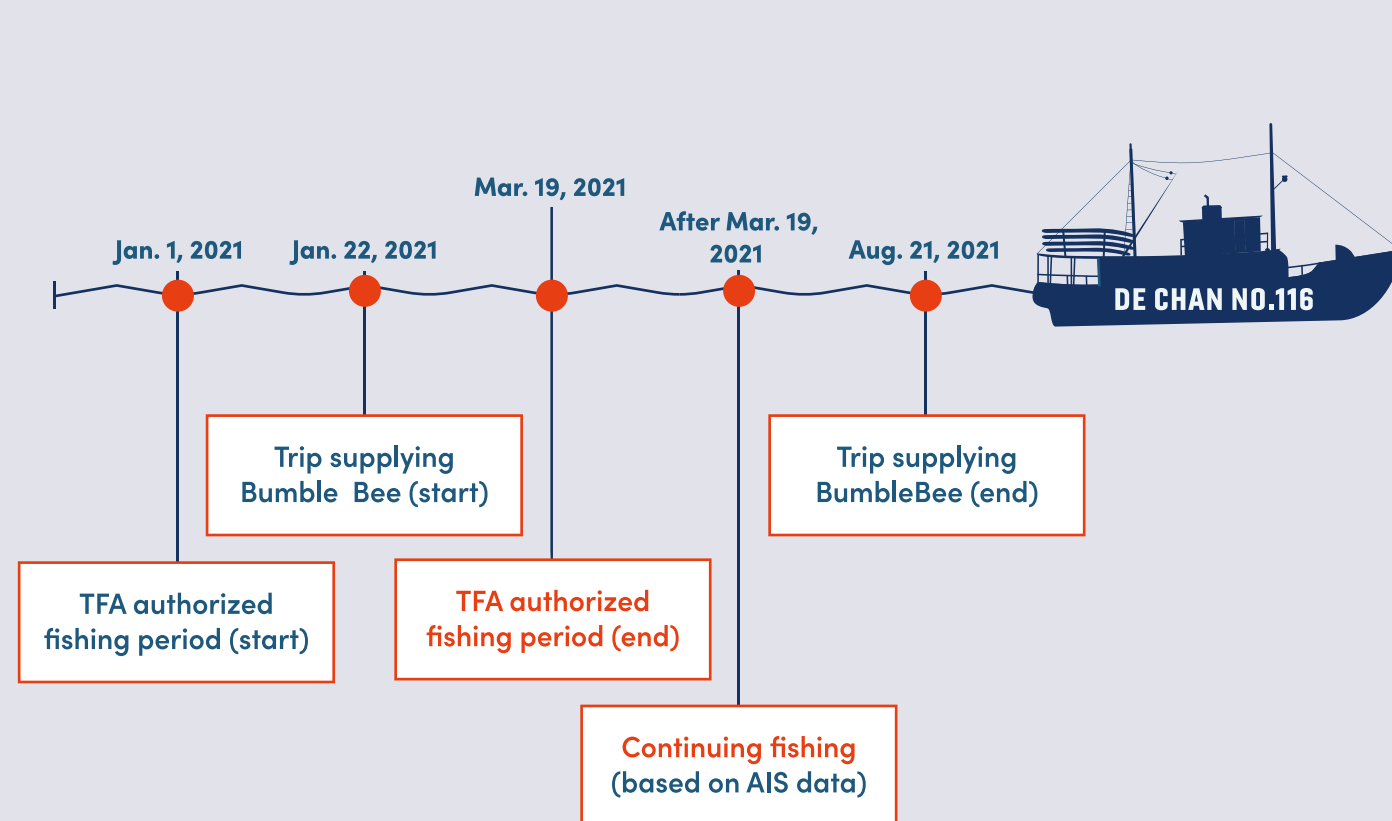 Mar. 19, 2021
After Mar. 19,
2021
Jan. 1, 2021
Jan. 22, 2021
Aug. 21, 2021
DE CHAN NO.116
Trip supplying
Bumble  Bee (start)
Trip supplying
BumbleBee (end)
TFA authorized
fishing period (start)
TFA authorized
fishing period (end)
Continuing fishing
(based on AIS data)